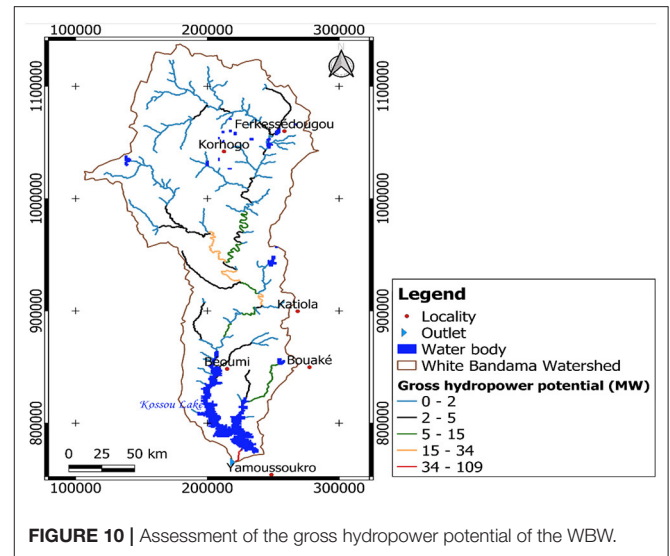 100000 200000 300000
N
1100000
1100000
Ferkessédougou
Korhogo
1000000
1000000
900000
900000
Katiola
Béoumi
Bouaké
Kossou Lake
800000
800000
0 25 50 km
Yamoussoukro
100000 200000 300000
Legend
Locality
Outlet
Water body
White Bandama Watershed
Gross hydropower potential (MW)
0 - 2
2 - 5
5 - 15
15 - 34
34 - 109
FIGURE 10 | Assessment of the gross hydropower potential of the WBW.